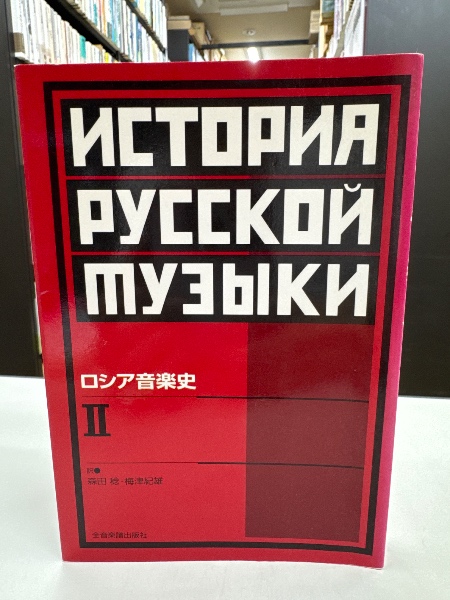 ИСТОРИЯ
РУССКОЙ
МУЗЫКИ
ロシア音楽史
II
訳●
森田 稔・梅津紀雄
全音楽譜出版社